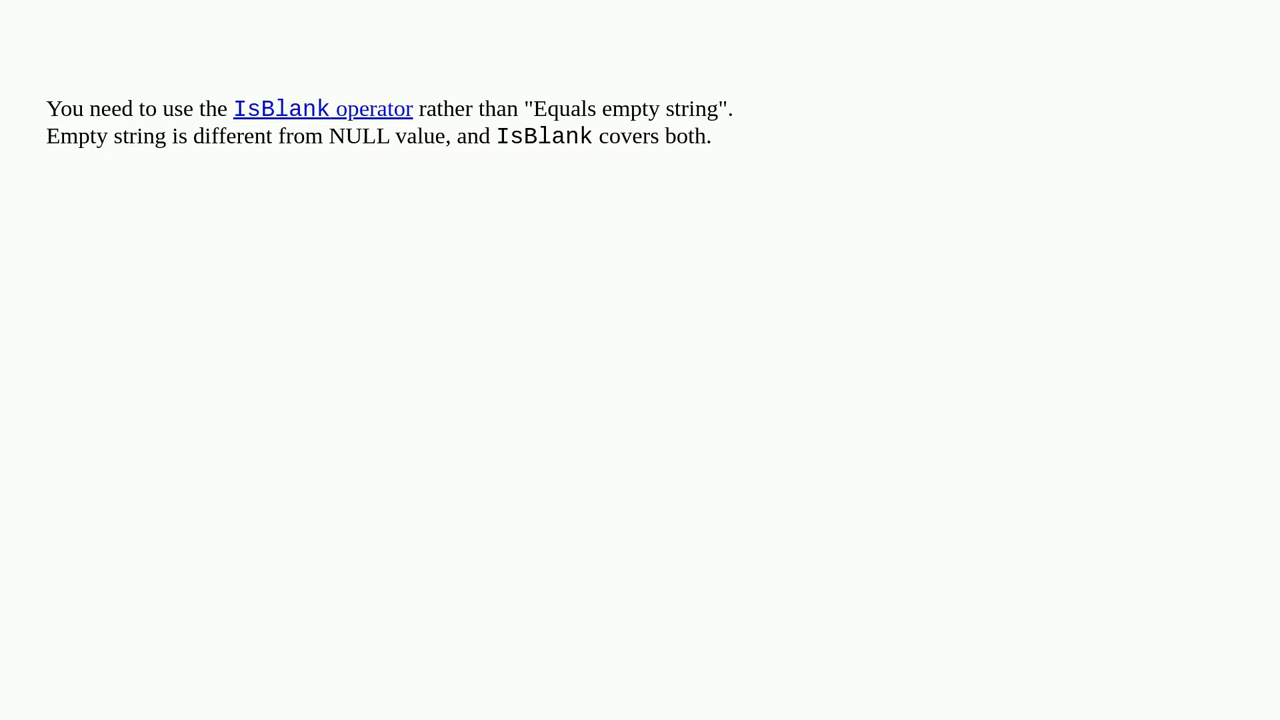 You need to use the IsBlank operator rather than "Equals empty string".
Empty string is different from NULL value, and IsBlank covers both.